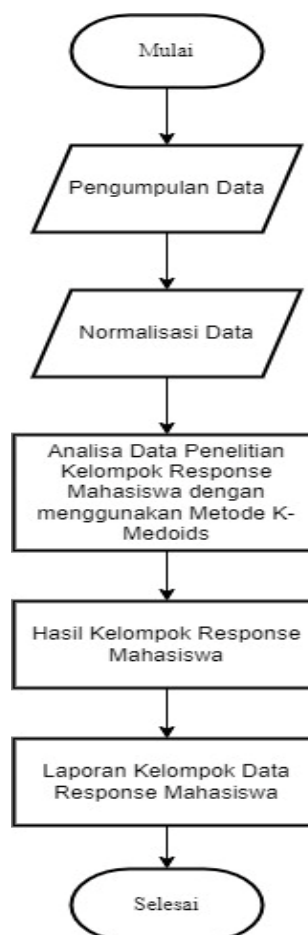 Mulai
Pengumpulan Data
Normalisasi Data
Analisa Data Penelitian
Kelompok Response
Mahasiswa dengan
menggunakan Metode K-
Medoids
Hasil Kelompok Response
Mahasiswa
Laporan Kelompok Data
Response Mahasiswa
Selesai